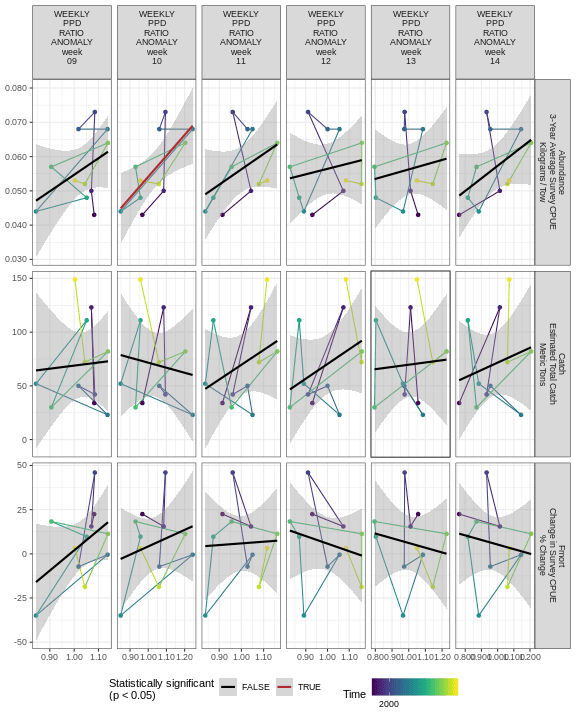 WEEKLY
PPD
RATIO
ANOMALY
week
09
WEEKLY
PPD
RATIO
ANOMALY
week
10
WEEKLY
PPD
RATIO
ANOMALY
week
11
WEEKLY
PPD
RATIO
ANOMALY
week
12
WEEKLY
PPD
RATIO
ANOMALY
week
13
WEEKLY
PPD
RATIO
ANOMALY
week
14
0.080
0.070
0.060
0.050
0.040
0.030
Abundance
3-Year Average Survey CPUE
Kilograms / Tow
150
100
50
0
Catch
Estimated Total Catch
Metric Tons
50
25
0
-25
-50
Fmort
Change in Survey CPUE
% Change
0.90 1.00 1.10
0.90 1.00 1.10 1.20
0.90 1.00 1.10
0.90 1.00 1.10
0.80 0.90 1.00 1.10
0.80 0.90 1.00 1.10 0.120 0
Statistically significant
(p < 0.05)
FALSE
TRUE
Time
2000